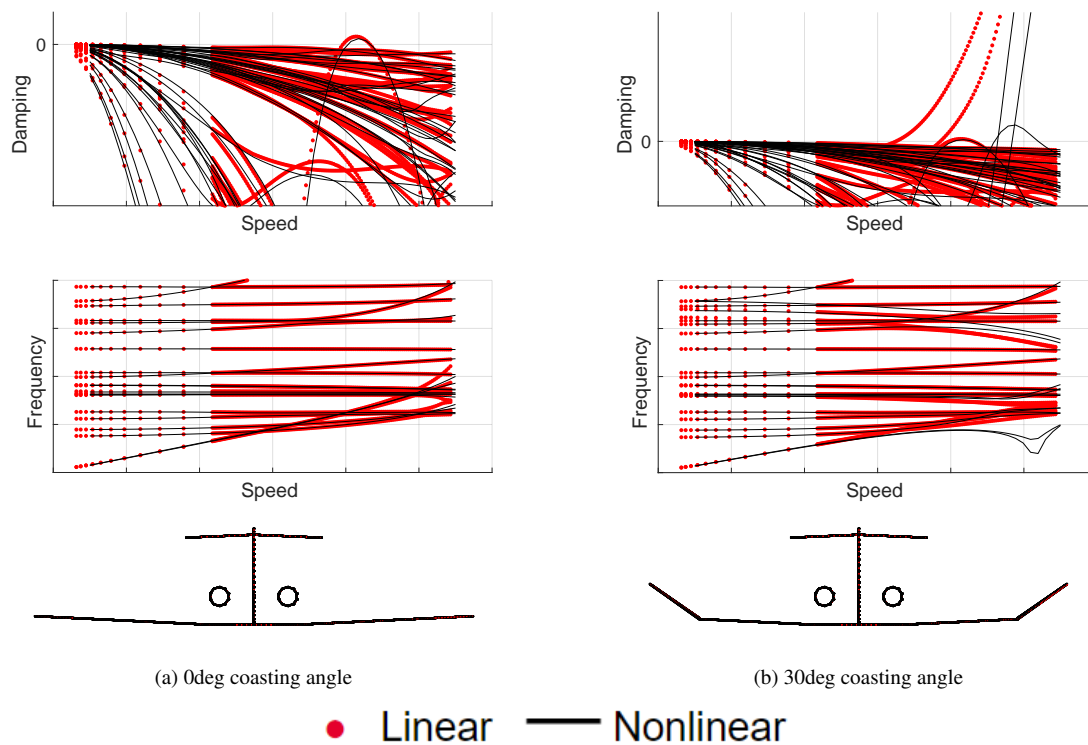 0
Damping
Speed
0
Damping
Speed
Frequency
Speed
Frequency
Speed
(a) 0deg coasting angle
(b) 30deg coasting angle
Linear
Nonlinear